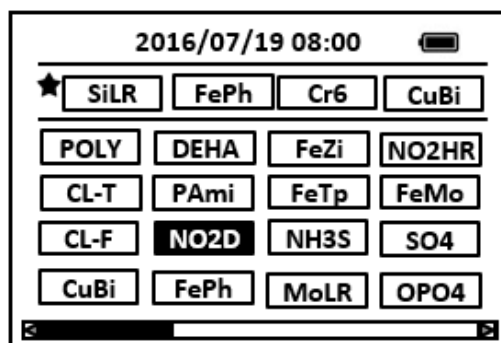 2016/07/19 08:00
SiLR FePh Cr6 CuBi
POLY DEHA FeZi NO2HR
CL-T PAmi FeTp FeMo
CL-F NO2D NH3S SO4
CuBi FePh MoLR OPO4